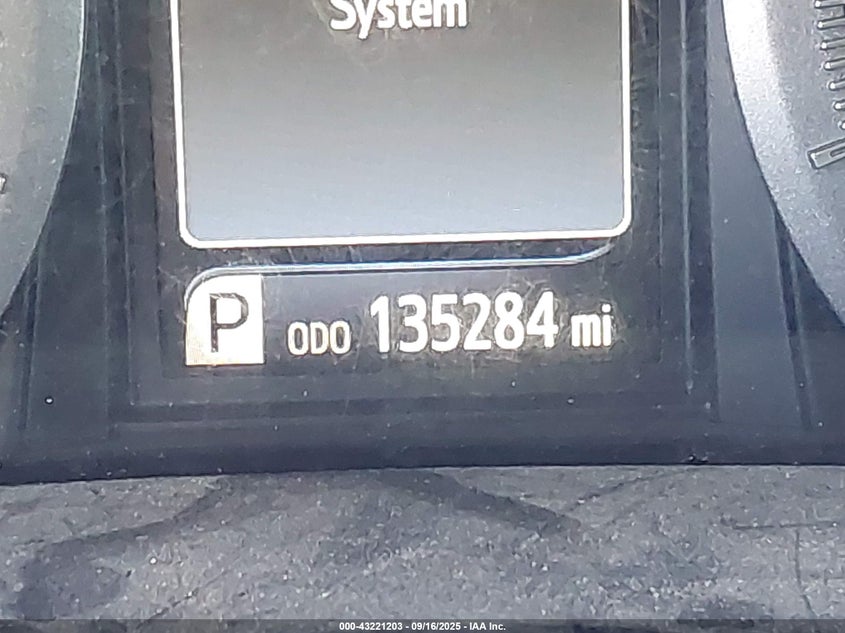 System
P ODO 135284 mi
000-43221203 - 09/16/2025 - IAA Inc.